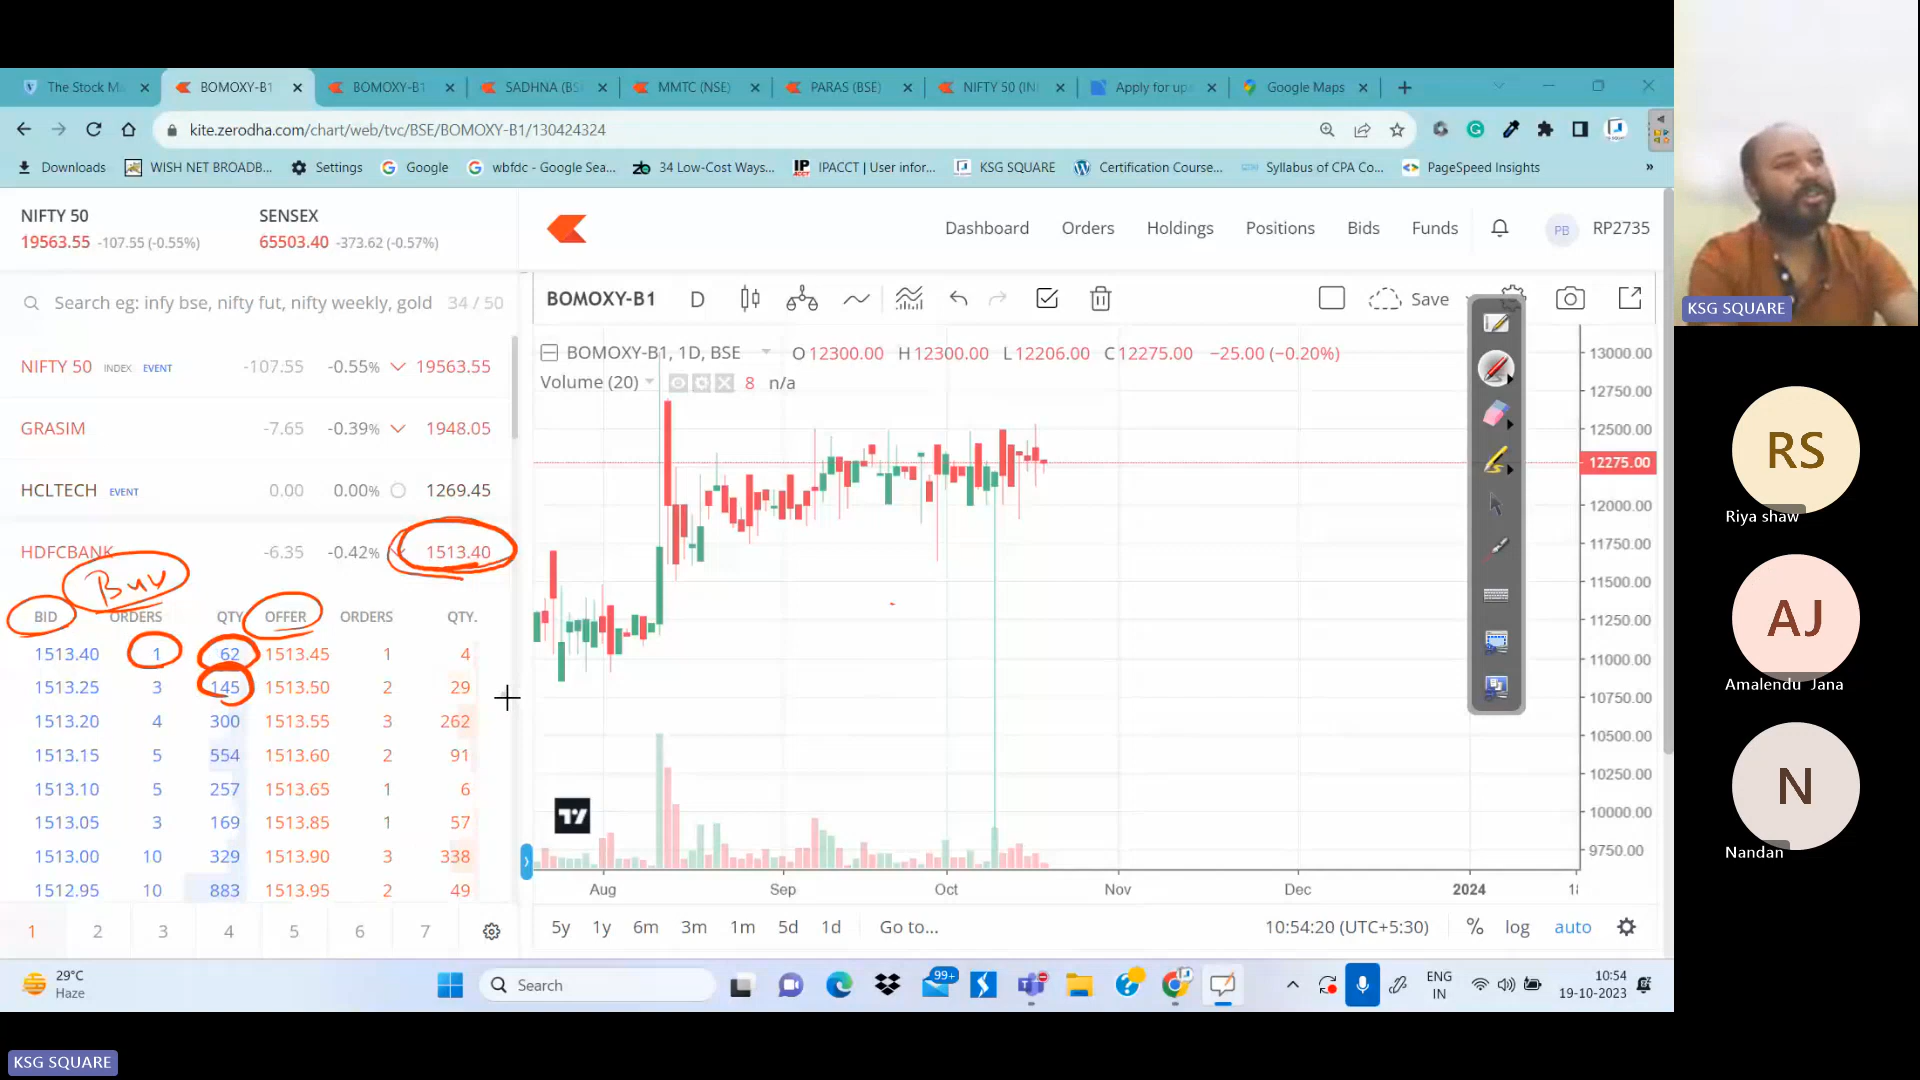 The Stock M
BOMOXY-B1
BOMOXY-B1
SADHNA (BS
MMTC (NSE)
PARAS (BSE)
NIFTY 50 (IN
Apply for up
Google Maps
kite.zerodha.com/chart/web/tvc/BSE/BOMOXY-B1/130424324
Downloads
WISH NET BROADB...
Settings
Google
wbfdc - Google Sea...
34 Low-Cost Ways...
IPACCT | User infor...
KSG SQUARE
Certification Course...
Syllabus of CPA Co...
PageSpeed Insights
»
NIFTY 50
19563.55 -107.55 (-0.55%)
SENSEX
65503.40 -373.62 (-0.57%)
Dashboard Orders Holdings Positions Bids Funds PB RP2735
Search eg: infy bse, nifty fut, nifty weekly, gold 34 / 50
NIFTY 50 INDEX EVENT -107.55 -0.55% 19563.55
GRASIM -7.65 -0.39% 1948.05
HCLTECH EVENT 0.00 0.00% 1269.45
HDFCBANK -6.35 -0.42% 1513.40
Buy
BID ORDERS QTY OFFER ORDERS QTY.
1513.40 1 62 1513.45 1 4
1513.25 3 145 1513.50 2 29
1513.20 4 300 1513.55 3 262
1513.15 5 554 1513.60 2 91
1513.10 5 257 1513.65 1 6
1513.05 3 169 1513.85 1 57
1513.00 10 329 1513.90 3 338
1512.95 10 883 1513.95 2 49
1 2 3 4 5 6 7
BOMOXY-B1 D
Save
BOMOXY-B1, 1D, BSE O12300.00 H12300.00 L12206.00 C12275.00 −25.00 (−0.20%)
Volume (20) 8 n/a
13000.00
12750.00
12500.00
12275.00
12000.00
11750.00
11500.00
11250.00
11000.00
10750.00
10500.00
10250.00
10000.00
9750.00
Aug Sep Oct Nov Dec 2024
5y 1y 6m 3m 1m 5d 1d Go to...
10:54:20 (UTC+5:30) % log auto
29°C
Haze
Search
99+
ENG
IN
10:54
19-10-2023
KSG SQUARE
RS
Riya shaw
AJ
Amalendu Jana
N
Nandan
KSG SQUARE